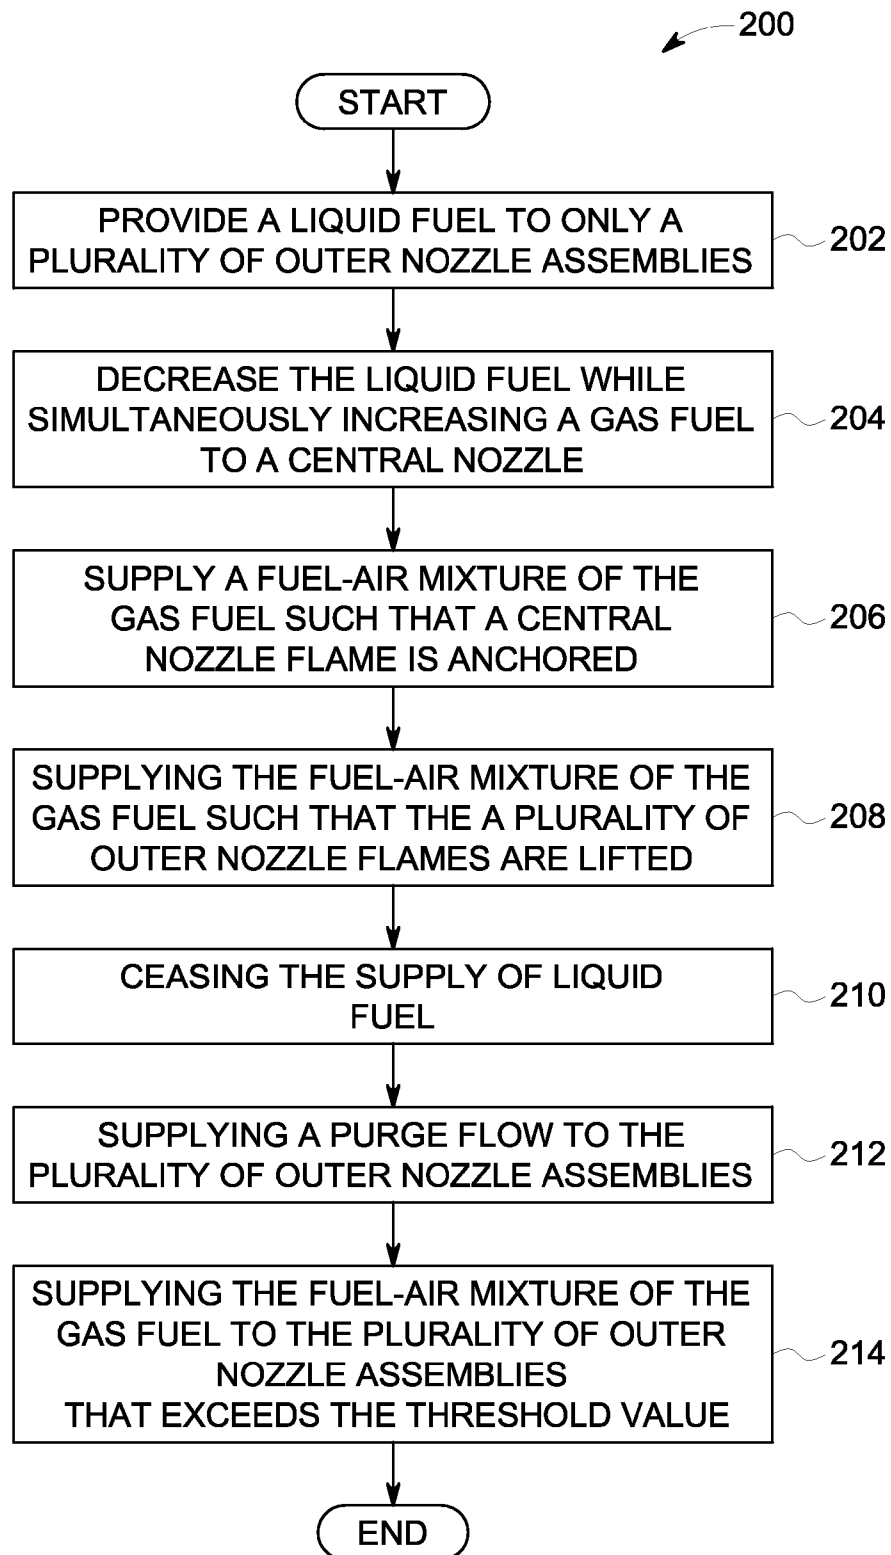 200
START
PROVIDE A LIQUID FUEL TO ONLY A
PLURALITY OF OUTER NOZZLE ASSEMBLIES
202
DECREASE THE LIQUID FUEL WHILE
SIMULTANEOUSLY INCREASING A GAS FUEL
TO A CENTRAL NOZZLE
204
SUPPLY A FUEL-AIR MIXTURE OF THE
GAS FUEL SUCH THAT A CENTRAL
NOZZLE FLAME IS ANCHORED
206
SUPPLYING THE FUEL-AIR MIXTURE OF THE
GAS FUEL SUCH THAT THE A PLURALITY OF
OUTER NOZZLE FLAMES ARE LIFTED
208
CEASING THE SUPPLY OF LIQUID
FUEL
210
SUPPLYING A PURGE FLOW TO THE
PLURALITY OF OUTER NOZZLE ASSEMBLIES
212
SUPPLYING THE FUEL-AIR MIXTURE OF THE
GAS FUEL TO THE PLURALITY OF OUTER
NOZZLE ASSEMBLIES
THAT EXCEEDS THE THRESHOLD VALUE
214
END